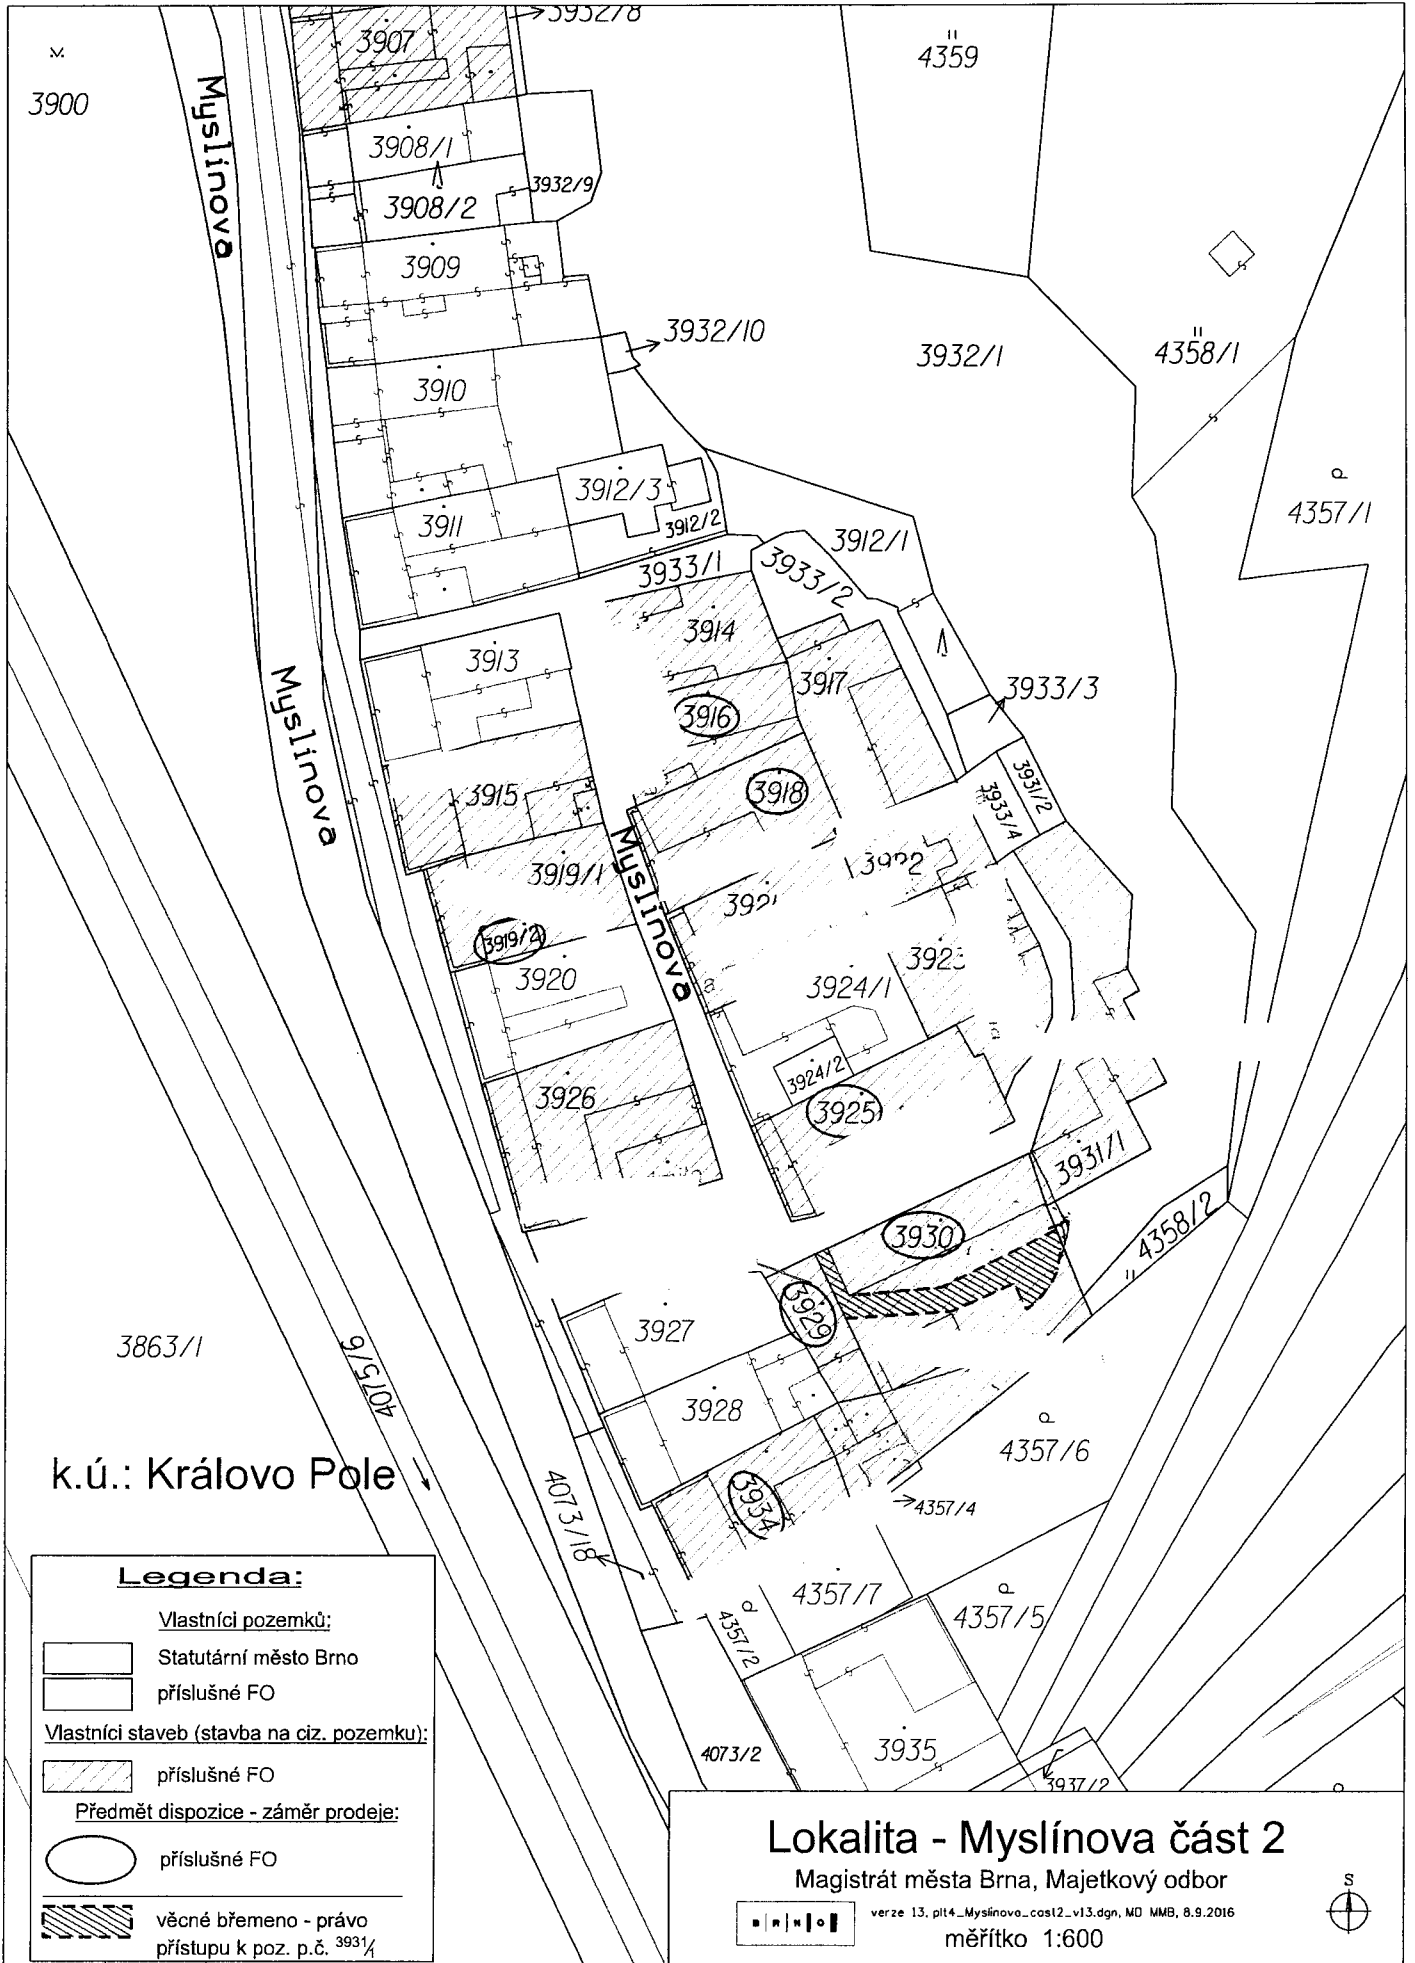 3932/8
3907
4359
3900
Myslínova
3908/1
3932/9
3908/2
3909
3932/10
3932/1
4358/1
3910
3912/3
4357/1
3911
3912/2
3912/1
3933/1
3933/2
3914
3913
3917
3933/3
3916
Myslínova
3918
3931/2
3933/4
3915
Myslínova
3922
3919/1
3921
3919/2
3920
3923
3924/1
3924/2
3926
3925
3931/1
3930
4358/2
3929
3927
3863/1
4075/6
3928
4357/6
k.ú.: Královo Pole
3934
4357/4
4073/18
4357/7
4357/5
4357/2
4073/2
3935
3937/2
Legenda:
Vlastníci pozemků:
Statutární město Brno
příslušné FO
Vlastníci staveb (stavba na ciz. pozemku):
příslušné FO
Předmět dispozice - záměr prodeje:
příslušné FO
věcné břemeno - právo
přístupu k poz. p.č. 3931/1
Lokalita - Myslínova část 2
Magistrát města Brna, Majetkový odbor
verze 13, plt4_Myslinova_cast2_v13.dgn, MO MMB, 8.9.2016
měřítko 1:600
S